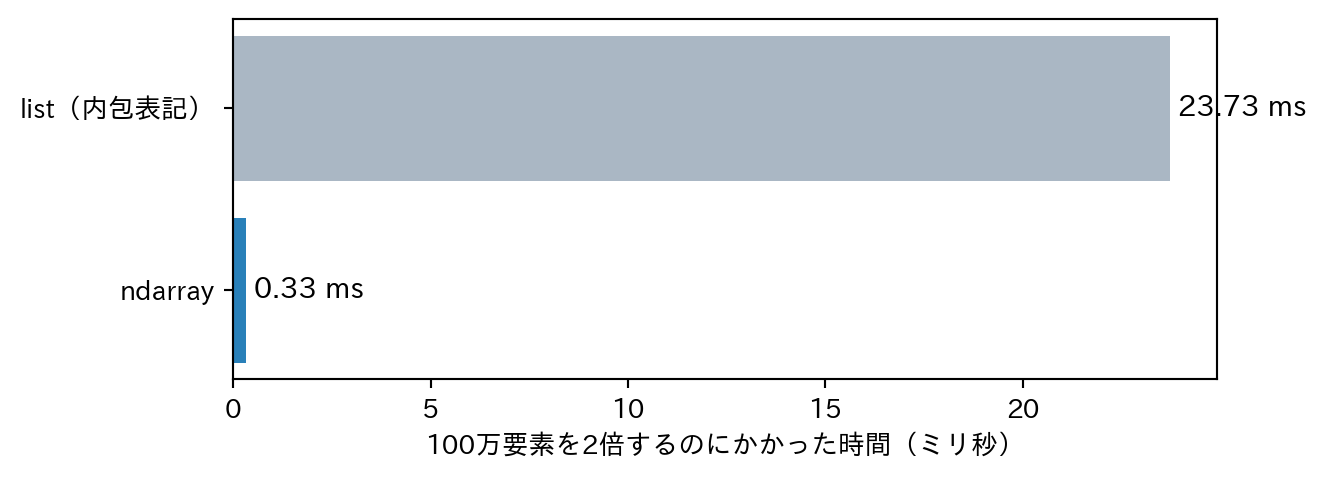 list（内包表記）
23.73 ms
ndarray
0.33 ms
0 5 10 15 20
100万要素を2倍するのにかかった時間（ミリ秒）